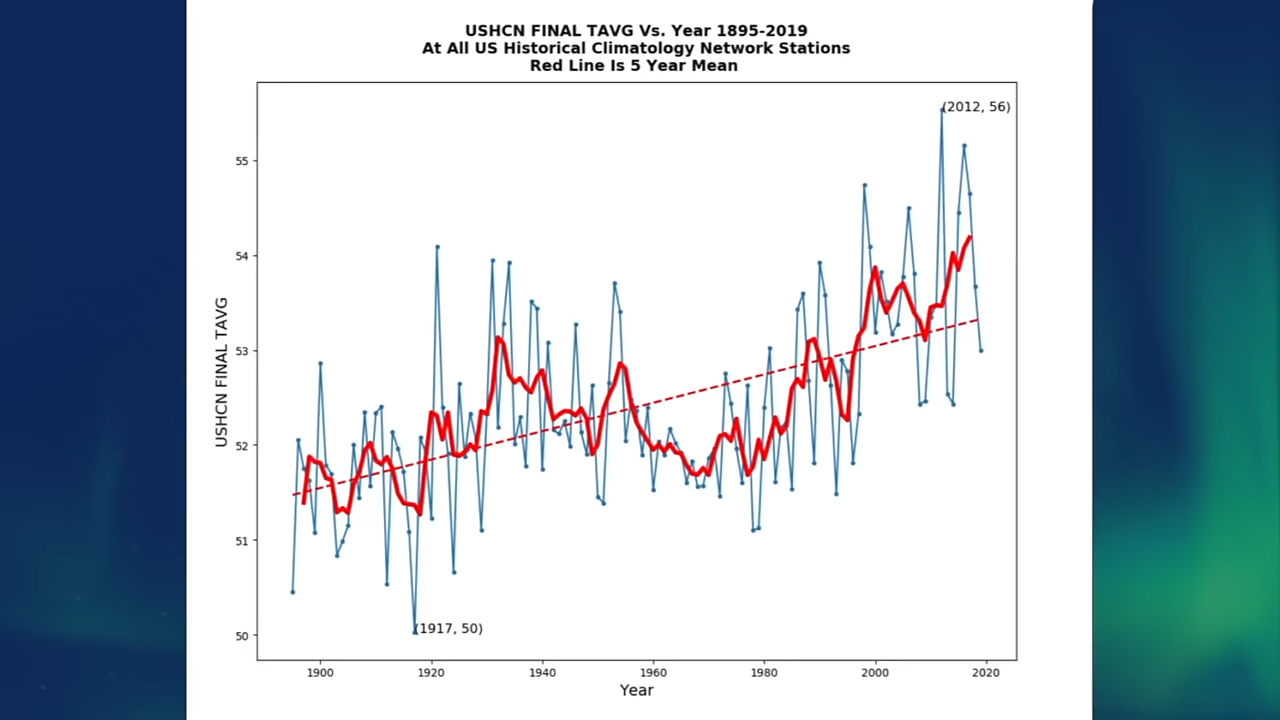 USHCN FINAL TAVG Vs. Year 1895-2019
At All US Historical Climatology Network Stations
Red Line Is 5 Year Mean
(2012, 56)
55
54
53
52
51
50
USHCN FINAL TAVG
(1917, 50)
1900 1920 1940 1960 1980 2000 2020
Year